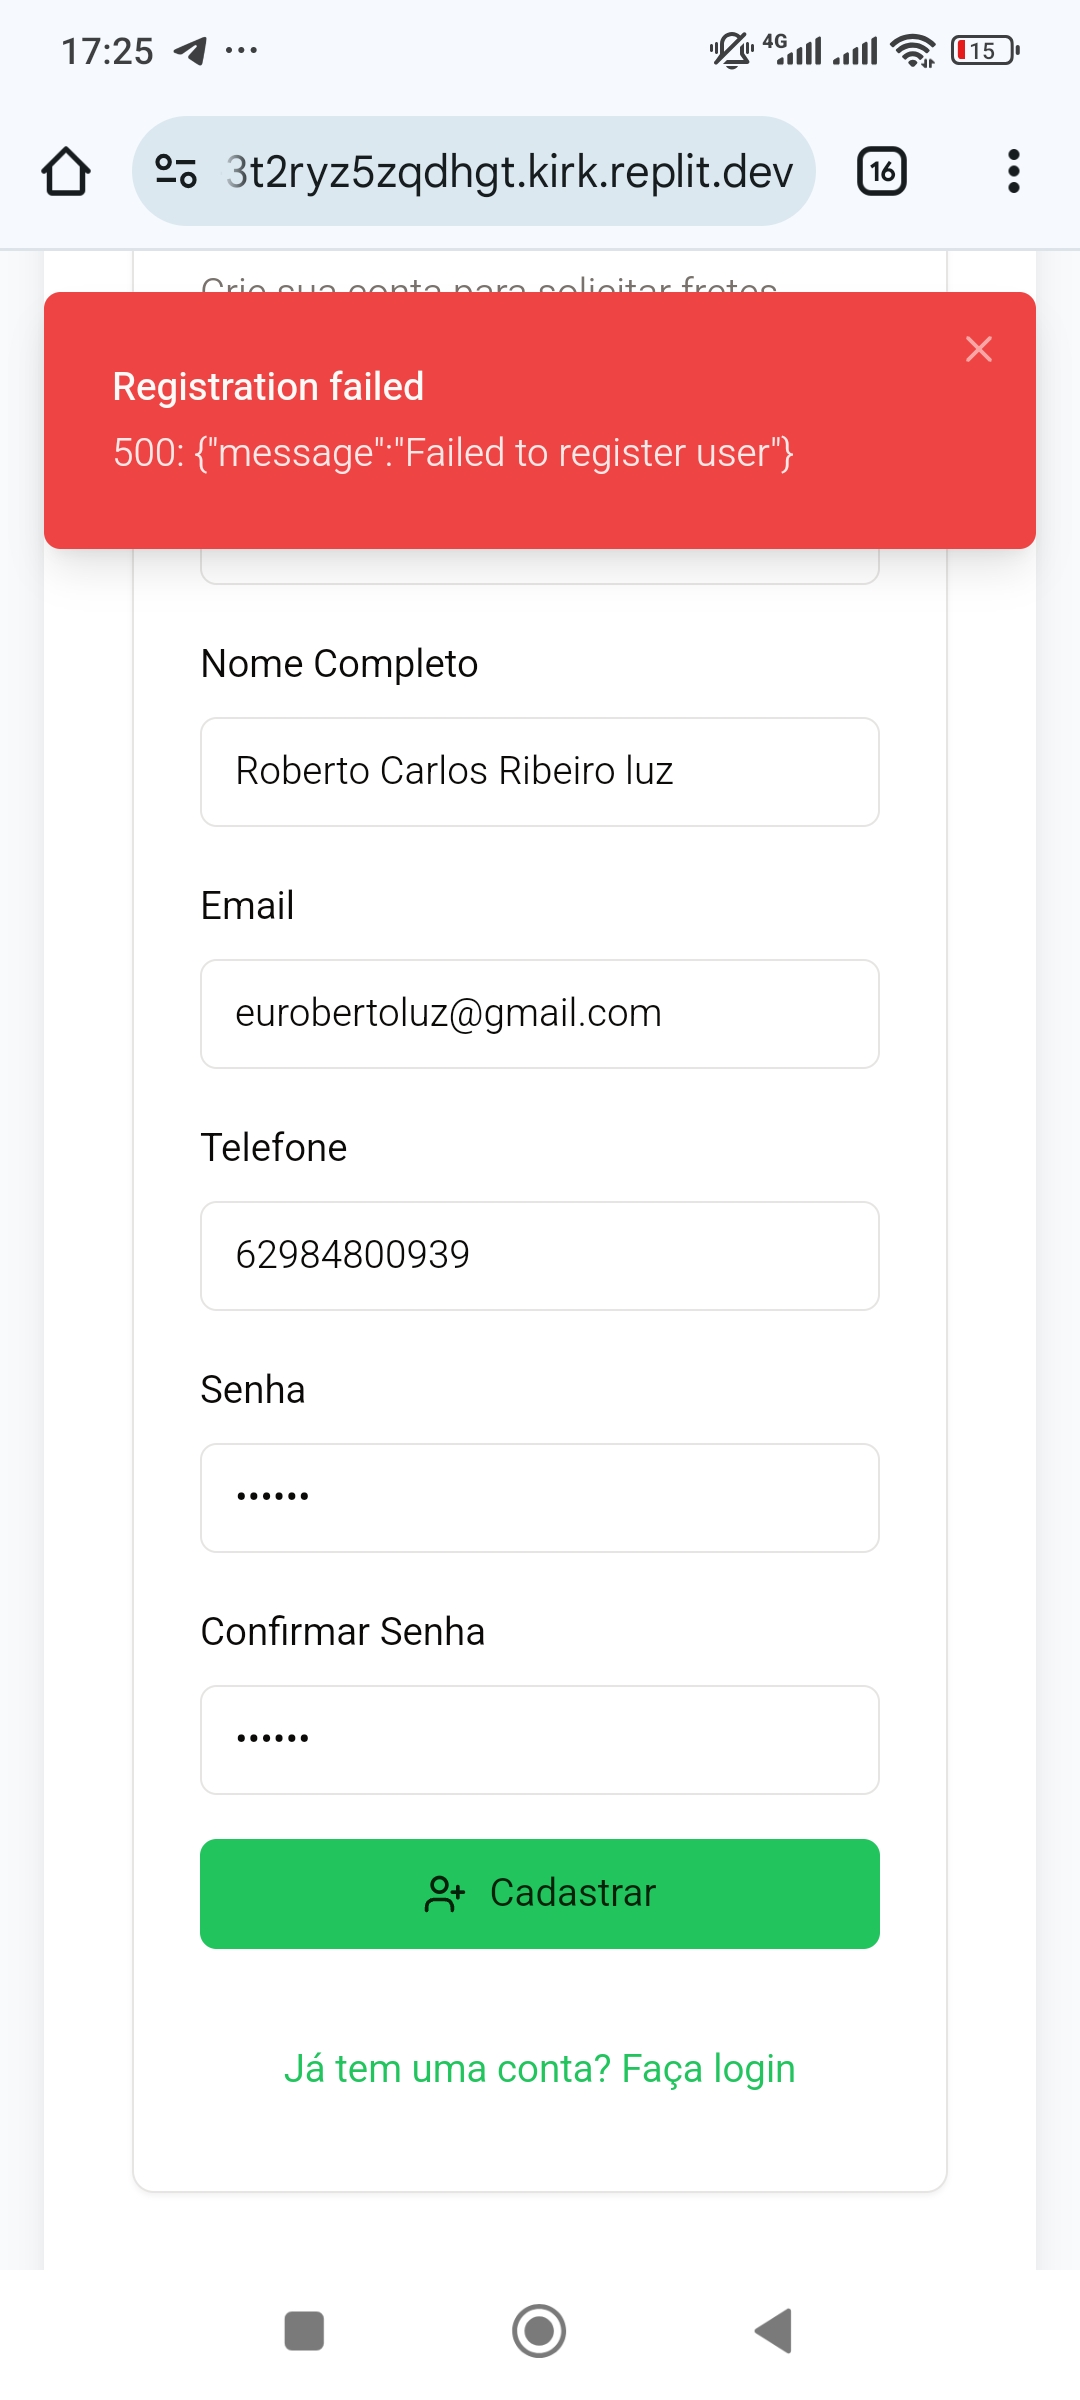 17:25
4G
15
3t2ryz5zqdhgt.kirk.replit.dev
16
Crie sua conta para solicitar fretes
Registration failed
500: {"message":"Failed to register user"}
Nome Completo
Roberto Carlos Ribeiro luz
Email
eurobertoluz@gmail.com
Telefone
62984800939
Senha
••••••
Confirmar Senha
••••••
Cadastrar
Já tem uma conta? Faça login